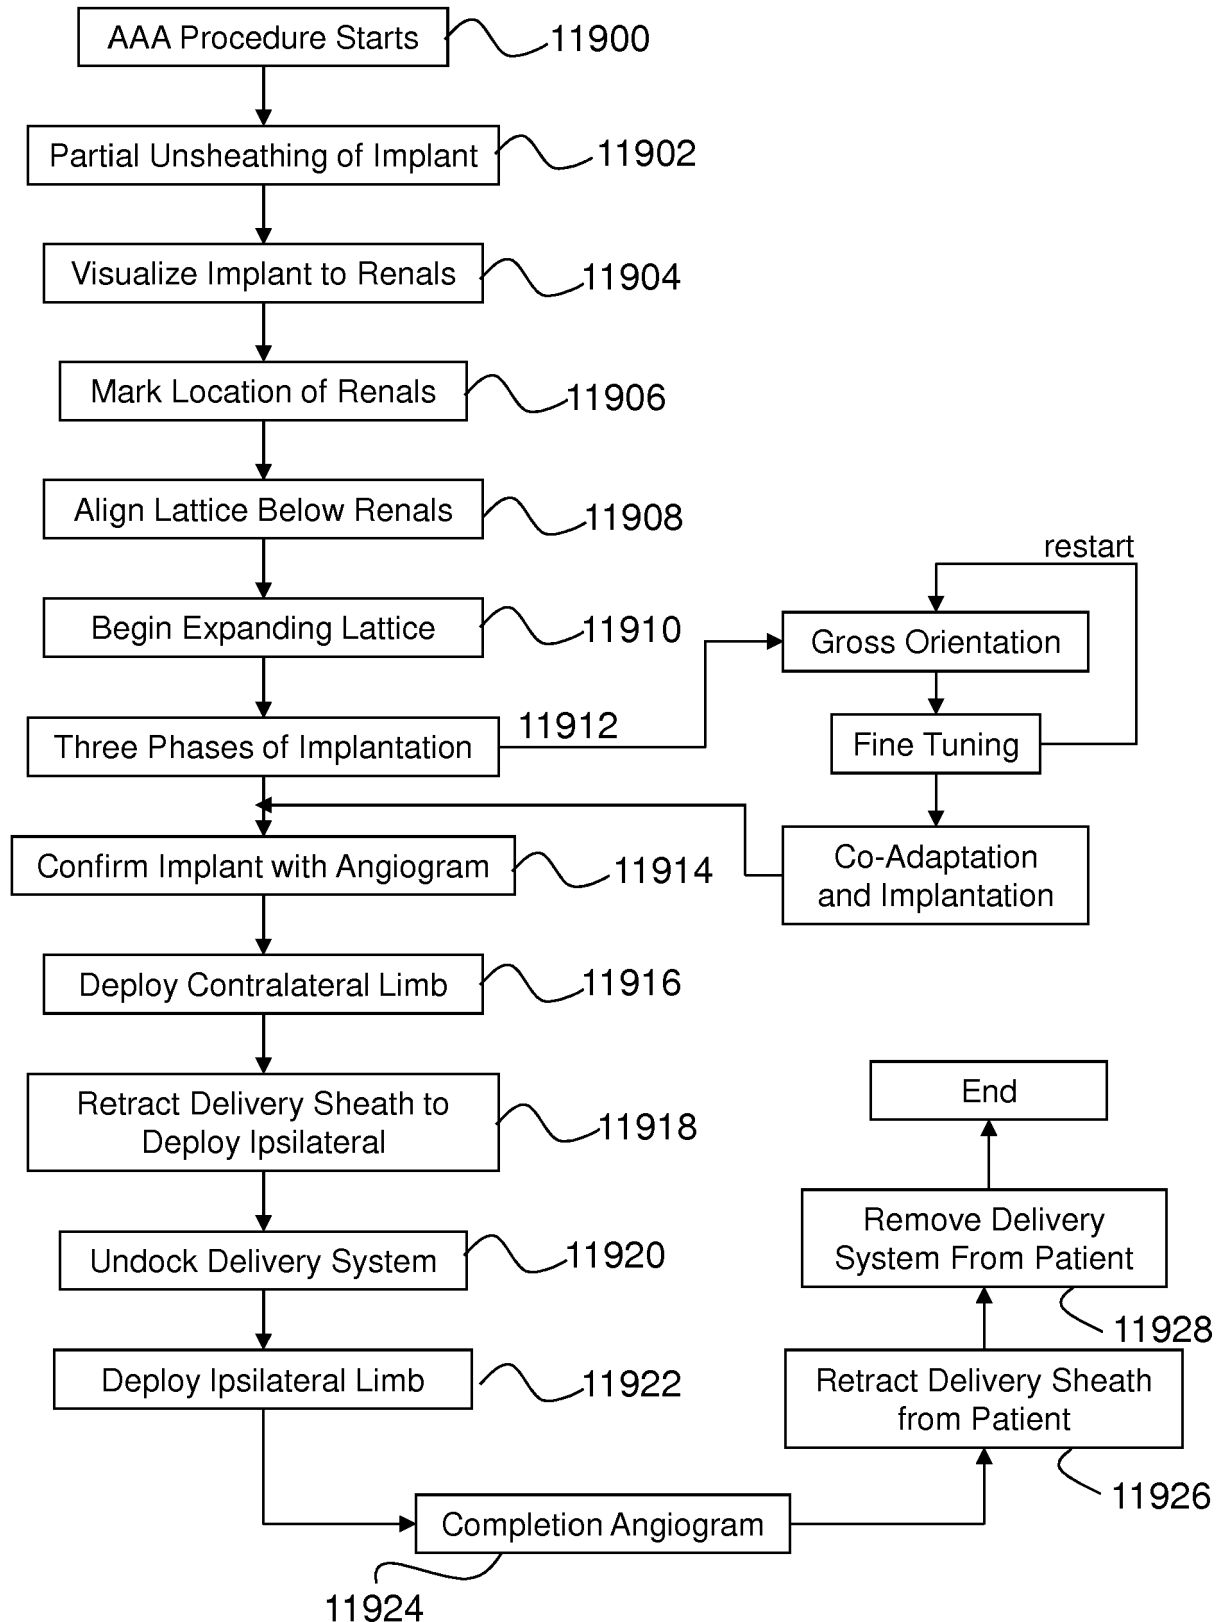 AAA Procedure Starts
11900
Partial Unsheathing of Implant
11902
Visualize Implant to Renals
11904
Mark Location of Renals
11906
Align Lattice Below Renals
11908
Begin Expanding Lattice
11910
Three Phases of Implantation
11912
restart
Gross Orientation
Fine Tuning
Co-Adaptation
and Implantation
Confirm Implant with Angiogram
11914
Deploy Contralateral Limb
11916
Retract Delivery Sheath to
Deploy Ipsilateral
11918
Undock Delivery System
11920
Deploy Ipsilateral Limb
11922
Completion Angiogram
11924
Retract Delivery Sheath
from Patient
11926
Remove Delivery
System From Patient
11928
End